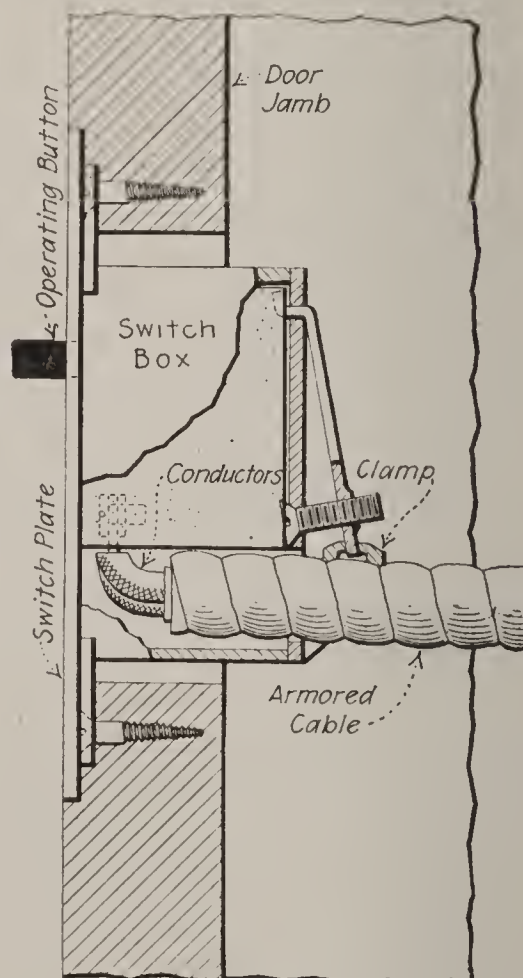 Door
Jamb
Operating Button
Switch
Box
Conductors
Clamp
Switch Plate
Armored
Cable